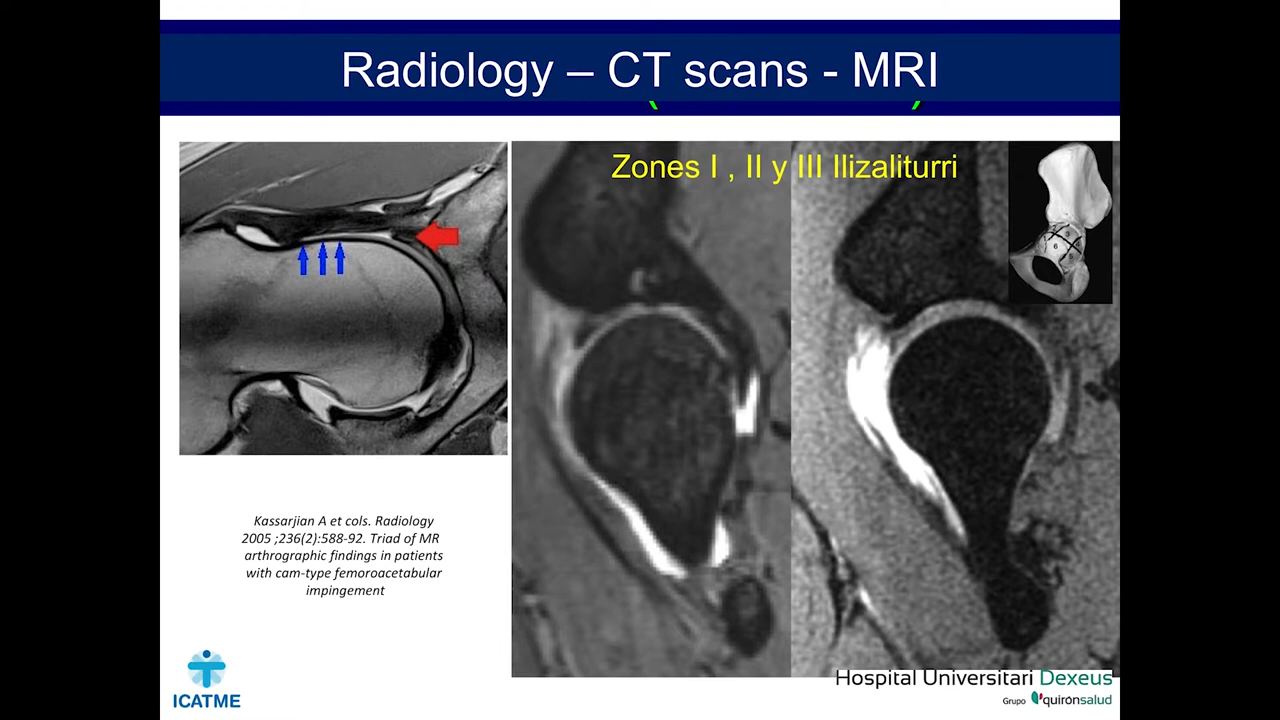 Radiology – CT scans - MRI
Zones I , II y III Ilizaliturri
Kassarjian A et cols. Radiology
2005 ;236(2):588-92. Triad of MR
arthrographic findings in patients
with cam-type femoroacetabular
impingement
ICATME
Hospital Universitari Dexeus
Grupo quirónsalud